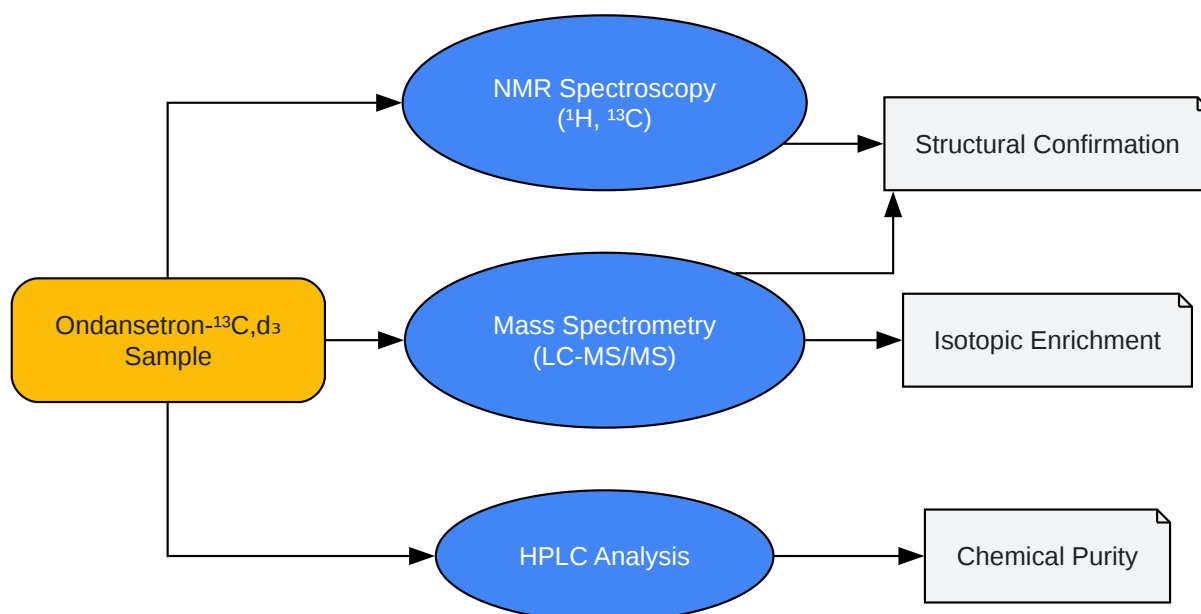 NMR Spectroscopy
(¹H, ¹³C)
Structural Confirmation
Ondansetron-¹³C,d₃
Sample
Mass Spectrometry
(LC-MS/MS)
Isotopic Enrichment
HPLC Analysis
Chemical Purity